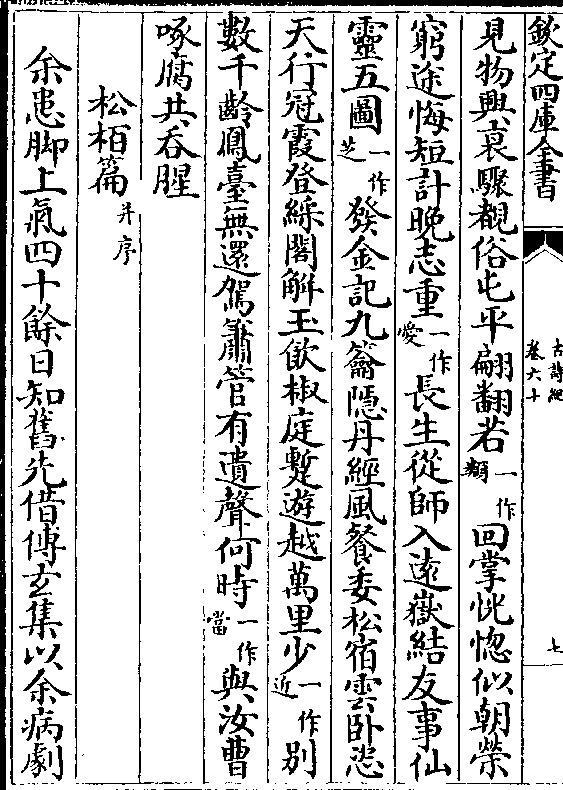 欽定四庫全書
古詩紀
卷六十
七
見物興衰驟覩俗屯平翩翻若一作類回掌恍惚似朝榮
窮途悔短計晚志重一作愛長生從師入遠嶽結友事仙
靈五圖一作芝發金記九籥隱丹經風餐委松宿雲臥恣
天行冠霞登綵閣解玉飲椒庭蹔遊越萬里少一作近別
數千齡鳳臺無還駕簫管有遺聲何時一作當與汝曹
啄腐共吞腥
松柏篇并序
余患脚上氣四十餘日知舊先借傅玄集以余病劇